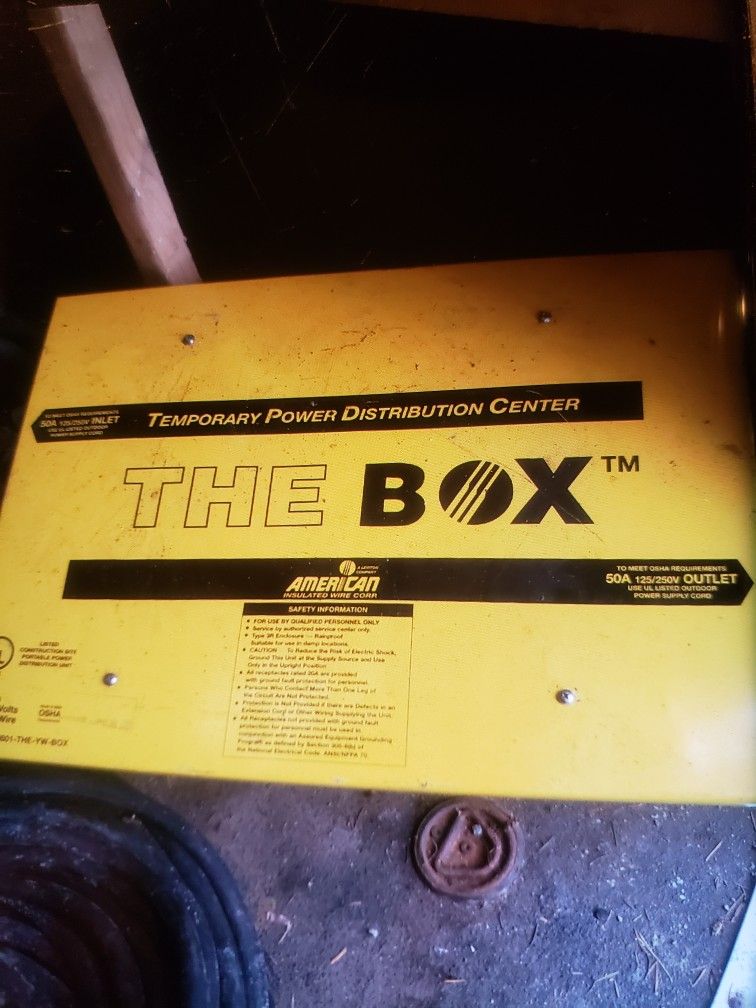 TO MEET OSHA REQUIREMENTS
50A 125/250V INLET
USE UL LISTED OUTDOOR
POWER SUPPLY CORD
TEMPORARY POWER DISTRIBUTION CENTER
THE BOX™
A LEVITON
COMPANY
AMERICAN
INSULATED WIRE CORP.
TO MEET OSHA REQUIREMENTS
50A 125/250V OUTLET
USE UL LISTED OUTDOOR
POWER SUPPLY CORD
SAFETY INFORMATION
• FOR USE BY QUALIFIED PERSONNEL ONLY
• Service by authorized service center only.
• Type 3R Enclosure — Rainproof
Suitable for use in damp locations.
• CAUTION To Reduce the Risk of Electric Shock,
Ground This Unit at the Supply Source and Use
Only in the Upright Position
• All receptacles rated 20A are provided
with ground fault protection for personnel.
• Persons Who Contact More Than One Leg of
the Circuit Are Not Protected.
• Protection is Not Provided if there are Defects in an
Extension Cord or Other Wiring Supplying the Unit.
• All Receptacles not provided with ground fault
protection for personnel must be used in
conjunction with an Assured Equipment Grounding
Program as defined by Section of
the National Electrical Code, ANSI/NFPA 70.
LISTED
CONSTRUCTION SITE
PORTABLE POWER
DISTRIBUTION UNIT
Volts
Wire
OSHA
601-THE-YW-BOX